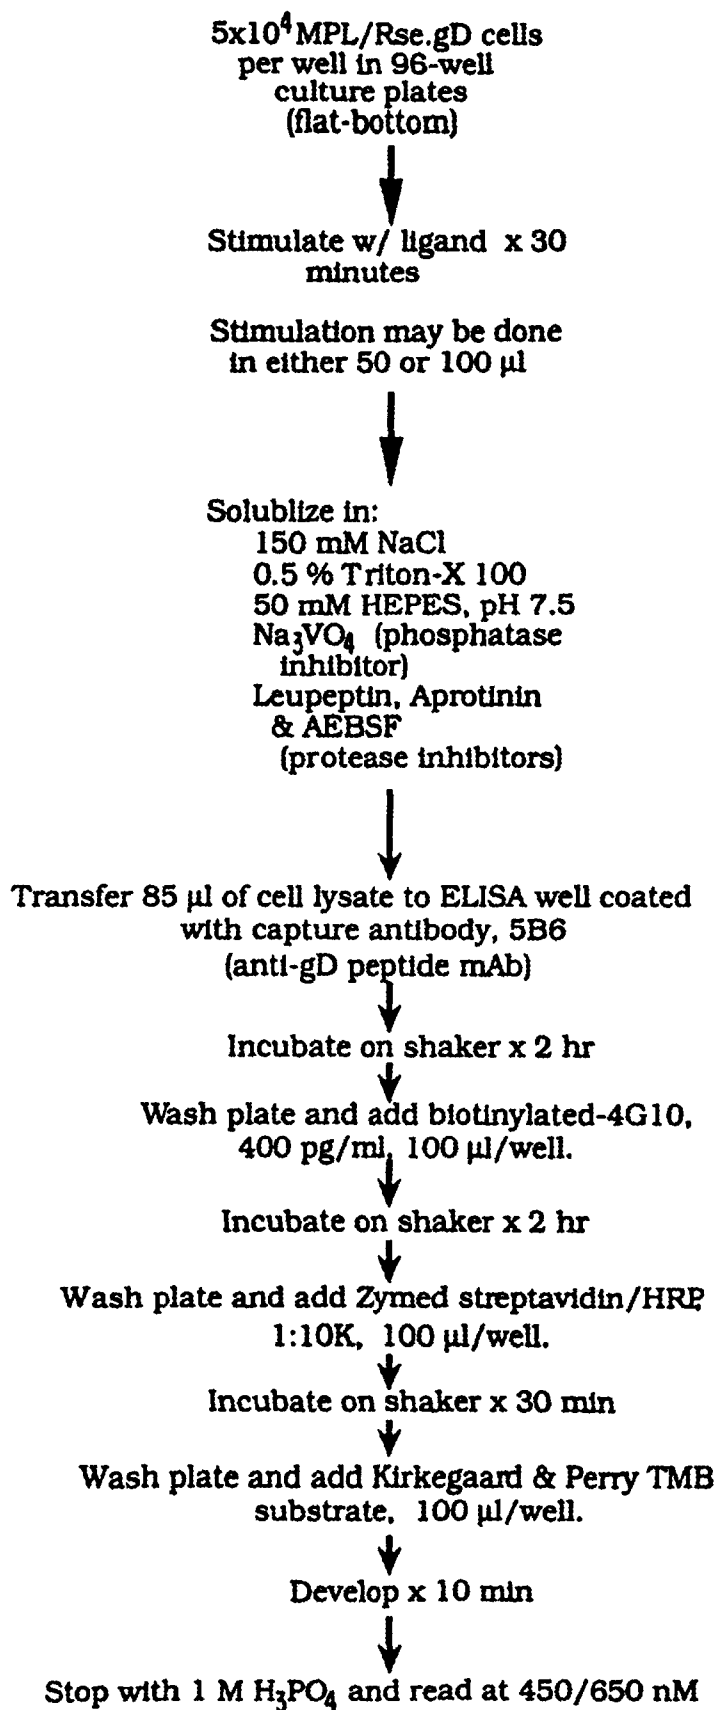 5x10⁴ MPL/Rse.gD cells
per well in 96-well
culture plates
(flat-bottom)
Stimulate w/ ligand x 30
minutes
Stimulation may be done
in either 50 or 100 µl
Solublize in:
150 mM NaCl
0.5 % Triton-X 100
50 mM HEPES, pH 7.5
Na₃VO₄ (phosphatase
inhibitor)
Leupeptin, Aprotinin
& AEBSF
(protease inhibitors)
Transfer 85 µl of cell lysate to ELISA well coated
with capture antibody, 5B6
(anti-gD peptide mAb)
Incubate on shaker x 2 hr
Wash plate and add biotinylated-4G10,
400 pg/ml, 100 µl/well.
Incubate on shaker x 2 hr
Wash plate and add Zymed streptavidin/HRP,
1:10K, 100 µl/well.
Incubate on shaker x 30 min
Wash plate and add Kirkegaard & Perry TMB
substrate, 100 µl/well.
Develop x 10 min
Stop with 1 M H₃PO₄ and read at 450/650 nM